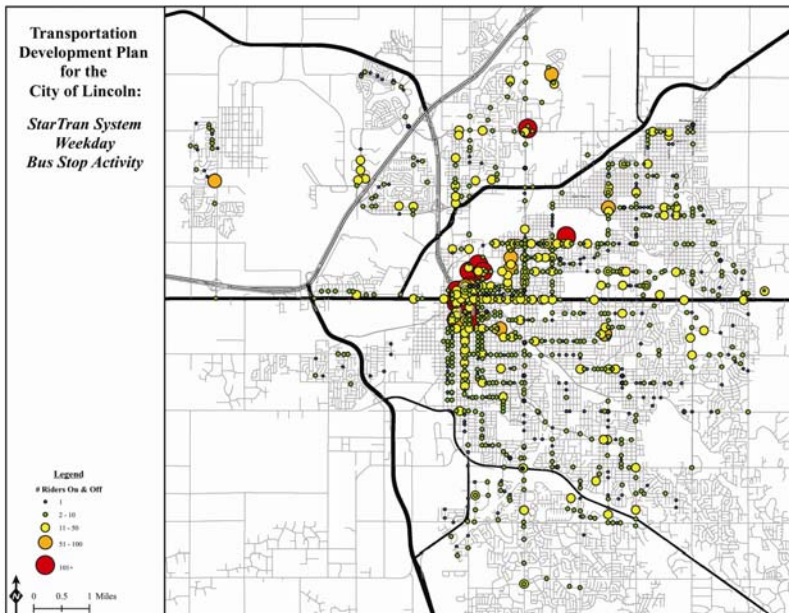 Transportation
Development Plan
for the
City of Lincoln:
StarTran System
Weekday
Bus Stop Activity
Legend
# Riders On & Off
1
2 - 10
11 - 50
51 - 100
101+
N
0 0.5 1 Miles